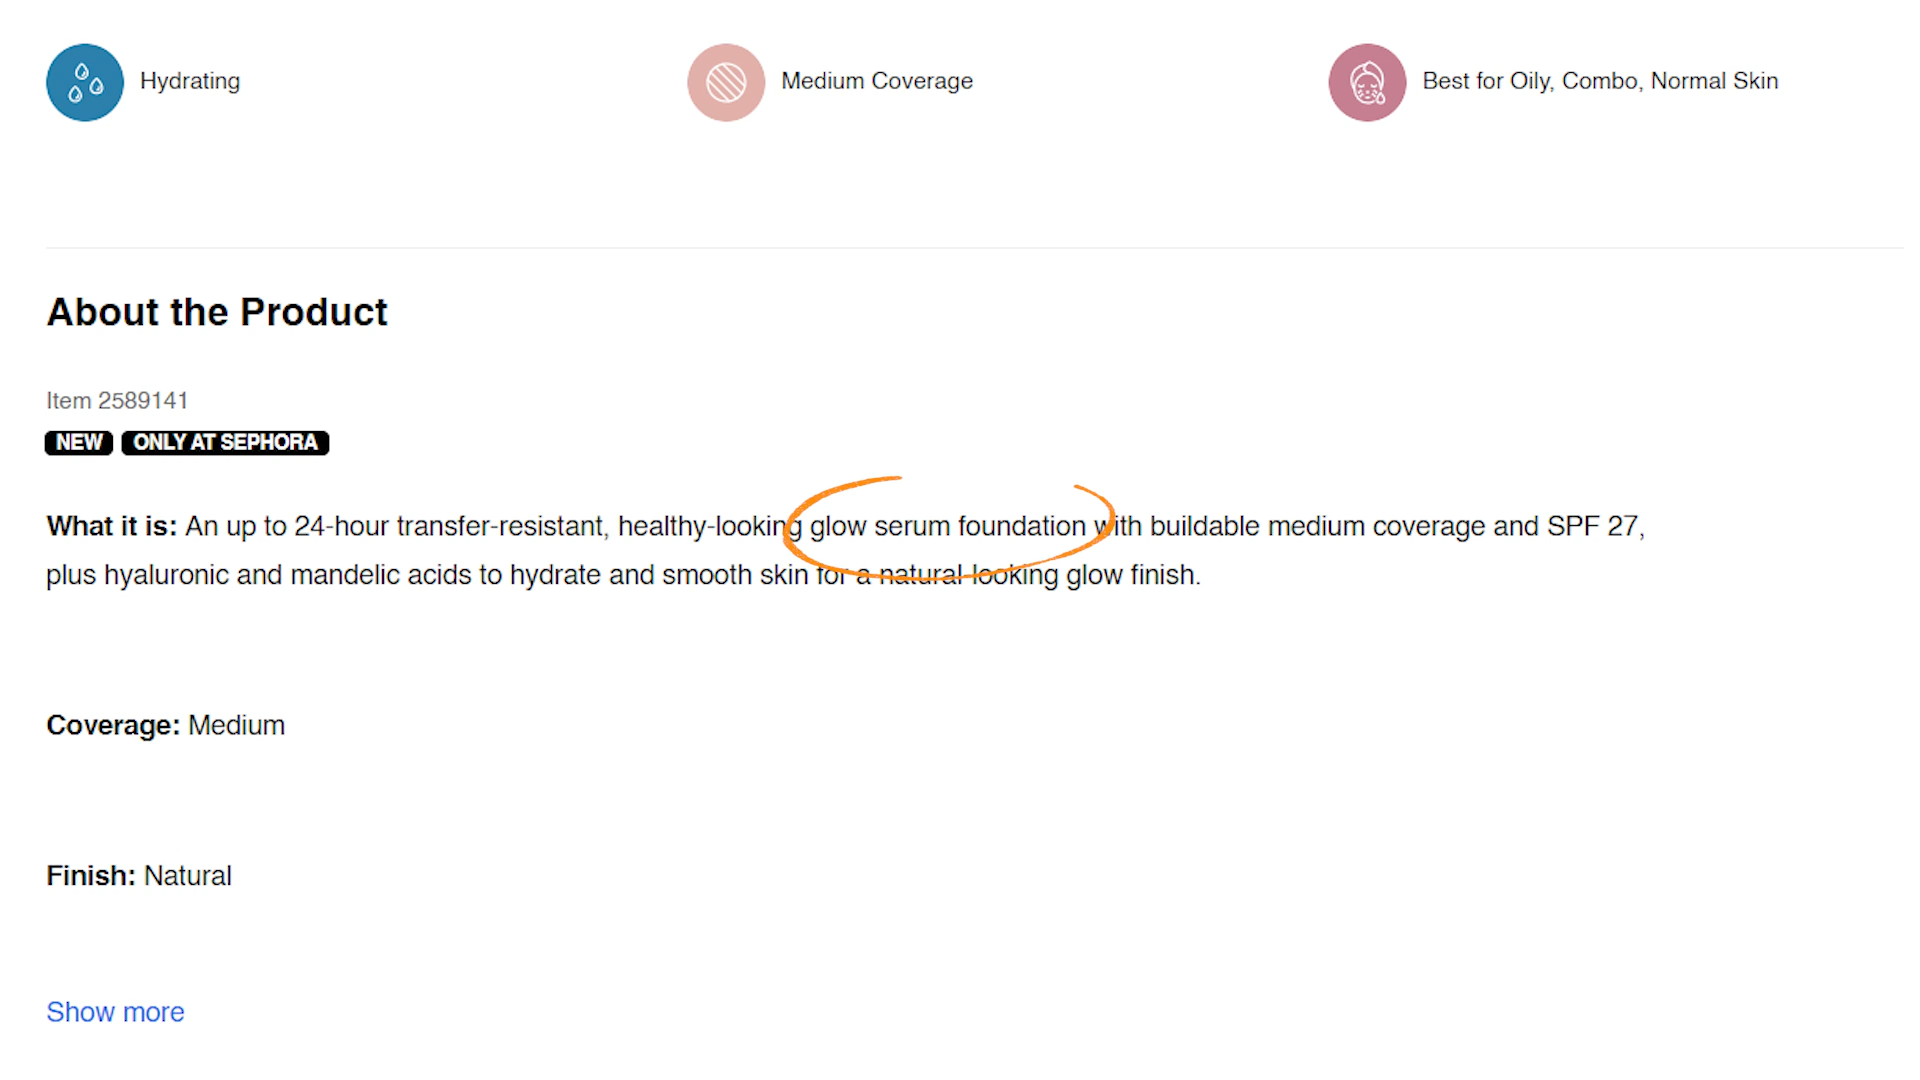 Hydrating
Medium Coverage
Best for Oily, Combo, Normal Skin
About the Product
Item 2589141
NEW ONLY AT SEPHORA
What it is: An up to 24-hour transfer-resistant, healthy-looking glow serum foundation with buildable medium coverage and SPF 27,
plus hyaluronic and mandelic acids to hydrate and smooth skin for a natural-looking glow finish.
Coverage: Medium
Finish: Natural
Show more